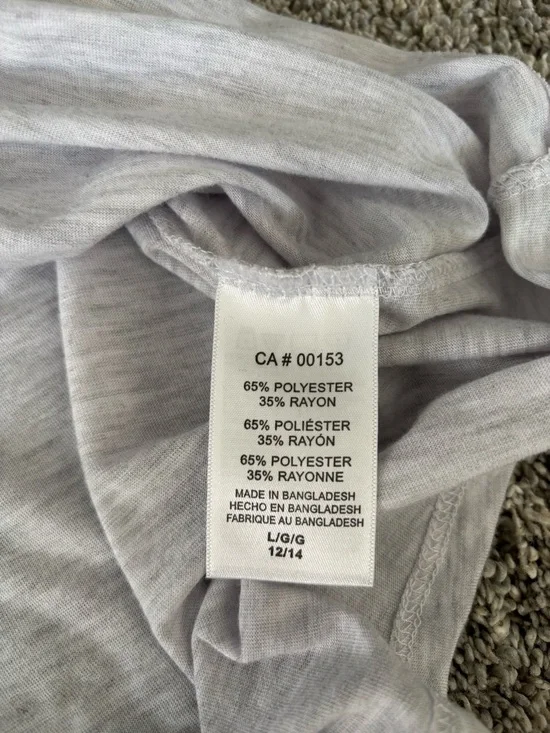 CA # 00153
65% POLYESTER
35% RAYON
65% POLIÉSTER
35% RAYÓN
65% POLYESTER
35% RAYONNE
MADE IN BANGLADESH
HECHO EN BANGLADESH
FABRIQUE AU BANGLADESH
L/G/G
12/14